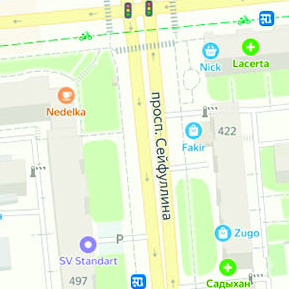 Nick
Lacerta
Nedelka
просп. Сейфуллина
422
Fakir
Zugo
P
SV Standart
497
Садыхан